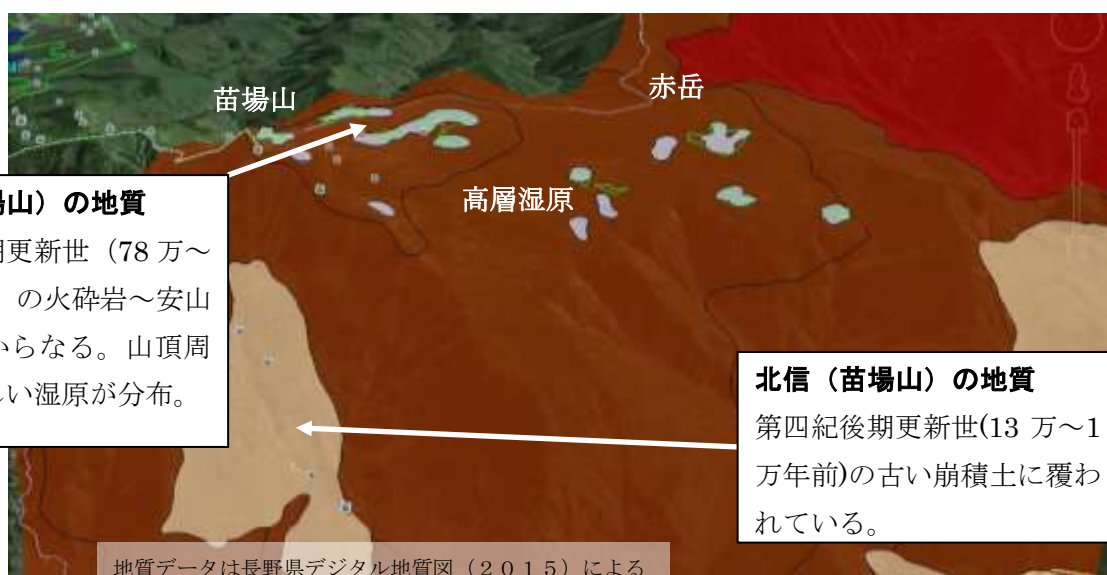 苗場山
赤岳
高層湿原
場山）の地質
期更新世（78 万～
）の火砕岩～安山
からなる。山頂周
しい湿原が分布。
北信（苗場山）の地質
第四紀後期更新世(13 万～1
万年前)の古い崩積土に覆わ
れている。
地質データは長野県デジタル地質図（２０１５）による